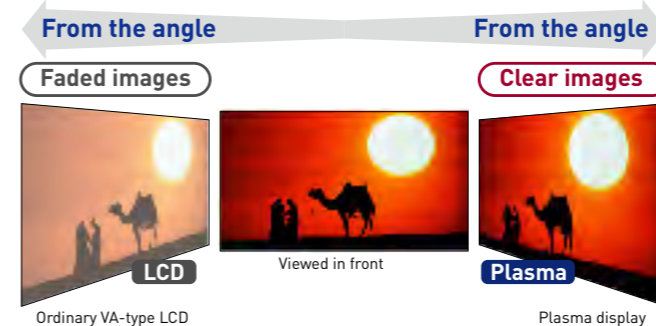 From the angle
From the angle
Faded images
Clear images
LCD
Viewed in front
Plasma
Ordinary VA-type LCD
Plasma display